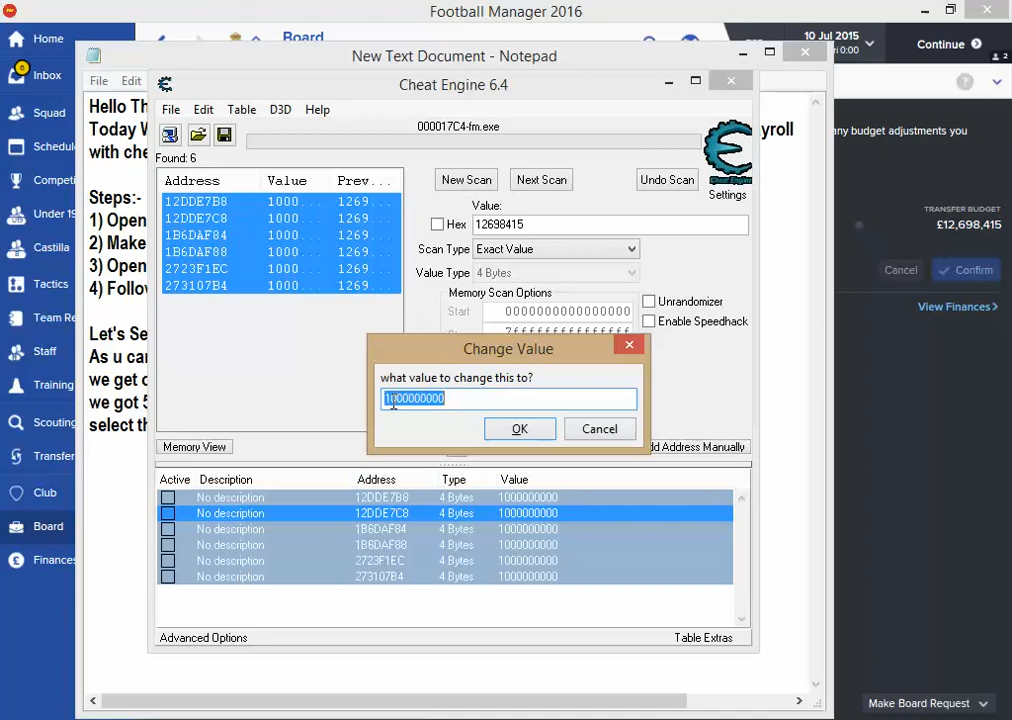 Football Manager 2016
Home
Board
10 Jul 2015
ri 0:00
Continue
2
6
Inbox
New Text Document - Notepad
File Edit
Hello Th
Today W
yroll
with che
Steps:-
1) Open
2) Make
3) Open
4) Follow
Let's Se
As u can
we get o
we got 5
select th
Squad
Schedul
Competi
Under 19
Castilla
Tactics
Team Re
Staff
Training
Scouting
Transfer
Club
Board
Finances
Cheat Engine 6.4
File Edit Table D3D Help
000017C4-fm.exe
Found: 6
Address Value Prev...
12DDE7B8 1000... 1269...
12DDE7C8 1000... 1269...
1B6DAF84 1000... 1269...
1B6DAF88 1000... 1269...
2723F1EC 1000... 1269...
273107B4 1000... 1269...
New Scan Next Scan Undo Scan
Settings
Value:
Hex 12698415
Scan Type Exact Value
Value Type 4 Bytes
Memory Scan Options
Start 0000000000000000
7fffffffffffffff
Unrandomizer
Enable Speedhack
Change Value
what value to change this to?
1000000000
OK Cancel
Memory View
dd Address Manually
Active Description Address Type Value
No description 12DDE7B8 4 Bytes 1000000000
No description 12DDE7C8 4 Bytes 1000000000
No description 1B6DAF84 4 Bytes 1000000000
No description 1B6DAF88 4 Bytes 1000000000
No description 2723F1EC 4 Bytes 1000000000
No description 273107B4 4 Bytes 1000000000
Advanced Options Table Extras
any budget adjustments you
TRANSFER BUDGET
£12,698,415
Cancel Confirm
View Finances
Make Board Request